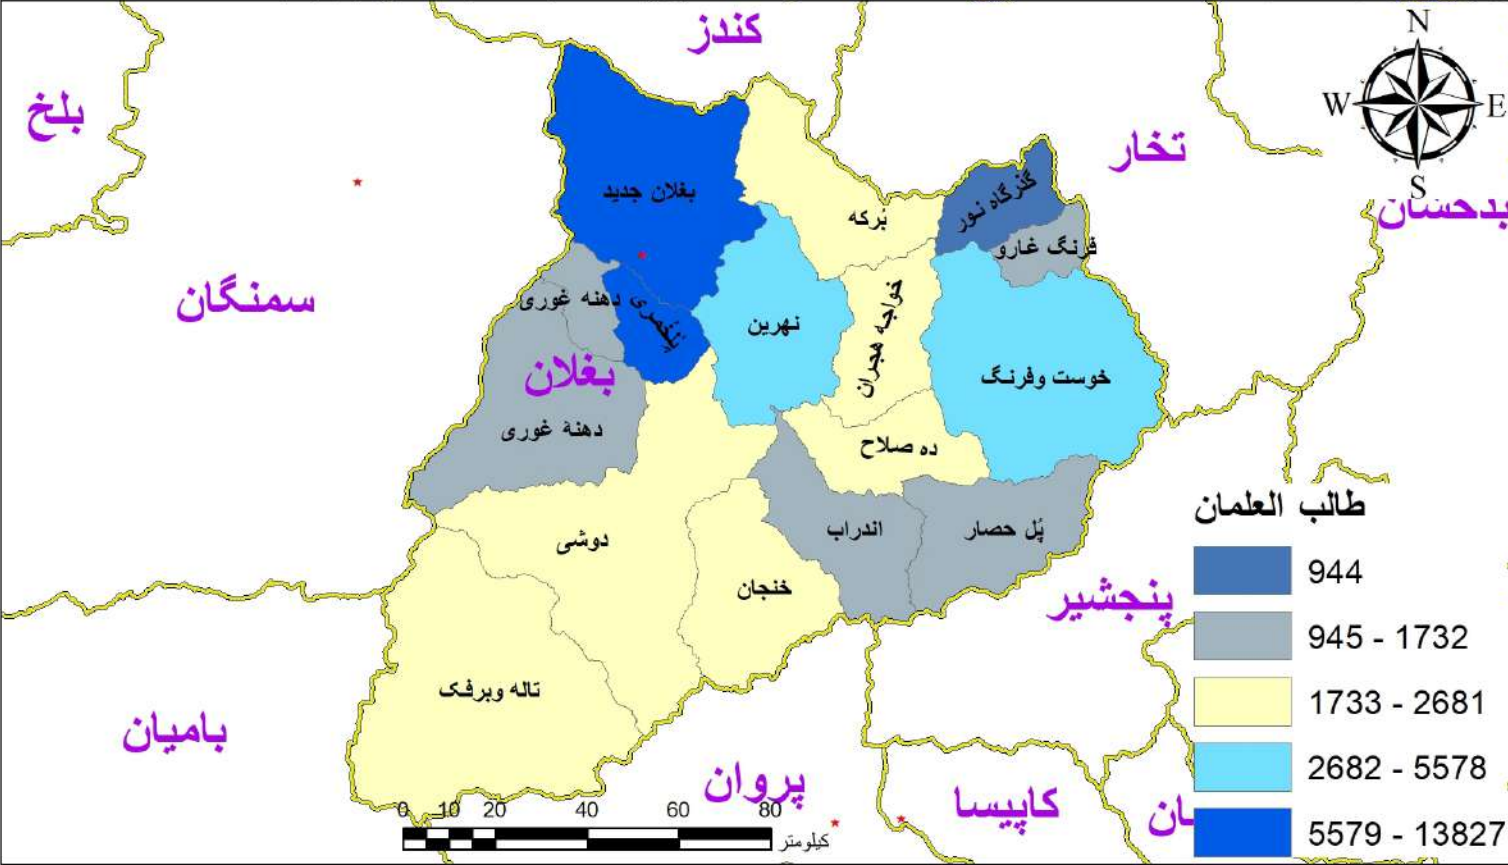 کندز
N
بلخ
W
E
تخار
S
بغلان جدید
گذرگاه نور
بُرکه
بدخشان
فرنگ غارو
سمنگان
دهنه غوری
پلخمری
خواجه هجران
نهرین
بغلان
خوست وفرنگ
دهنهٔ غوری
ده صلاح
طالب العلمان
اندراب
پُل حصار
دوشی
944
خنجان
پنجشیر
945 - 1732
تاله وبرفک
1733 - 2681
بامیان
2682 - 5578
پروان
کاپیسا
0 10 20 40 60 80
کیلومتر
5579 - 13827